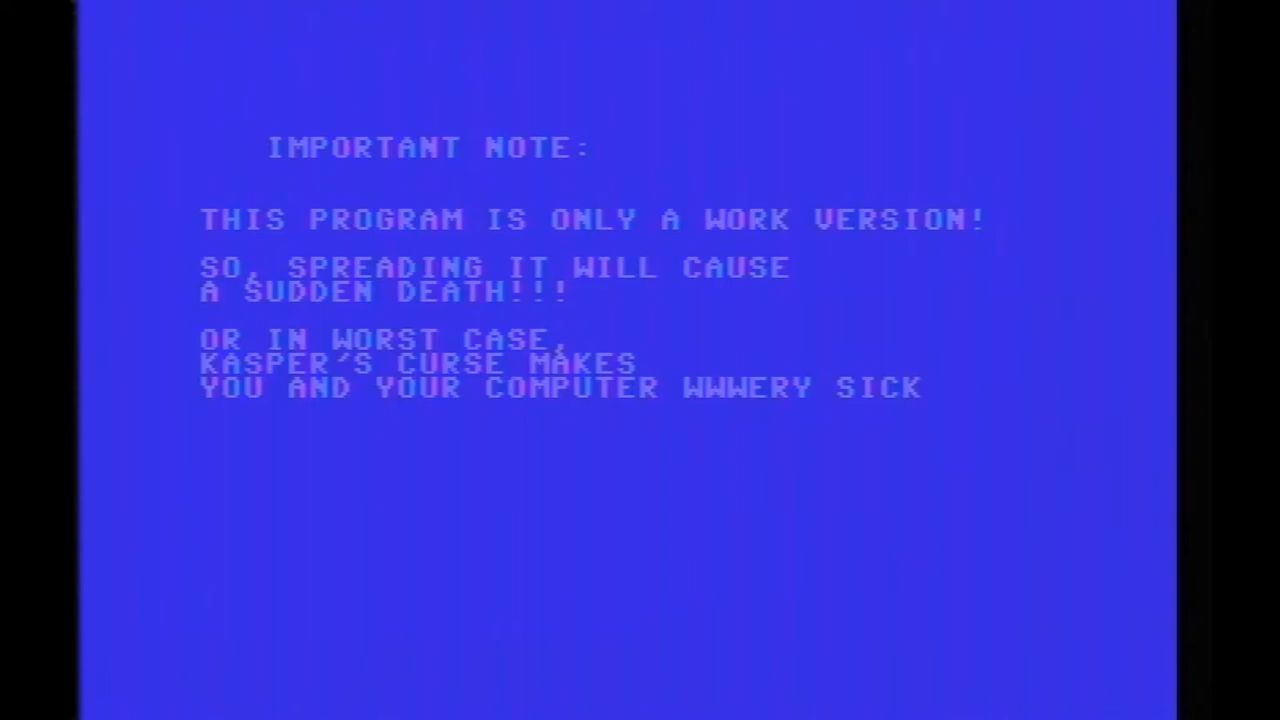 IMPORTANT NOTE:
THIS PROGRAM IS ONLY A WORK VERSION!
SO, SPREADING IT WILL CAUSE
A SUDDEN DEATH!!!
OR IN WORST CASE,
KASPER'S CURSE MAKES
YOU AND YOUR COMPUTER WWWERY SICK